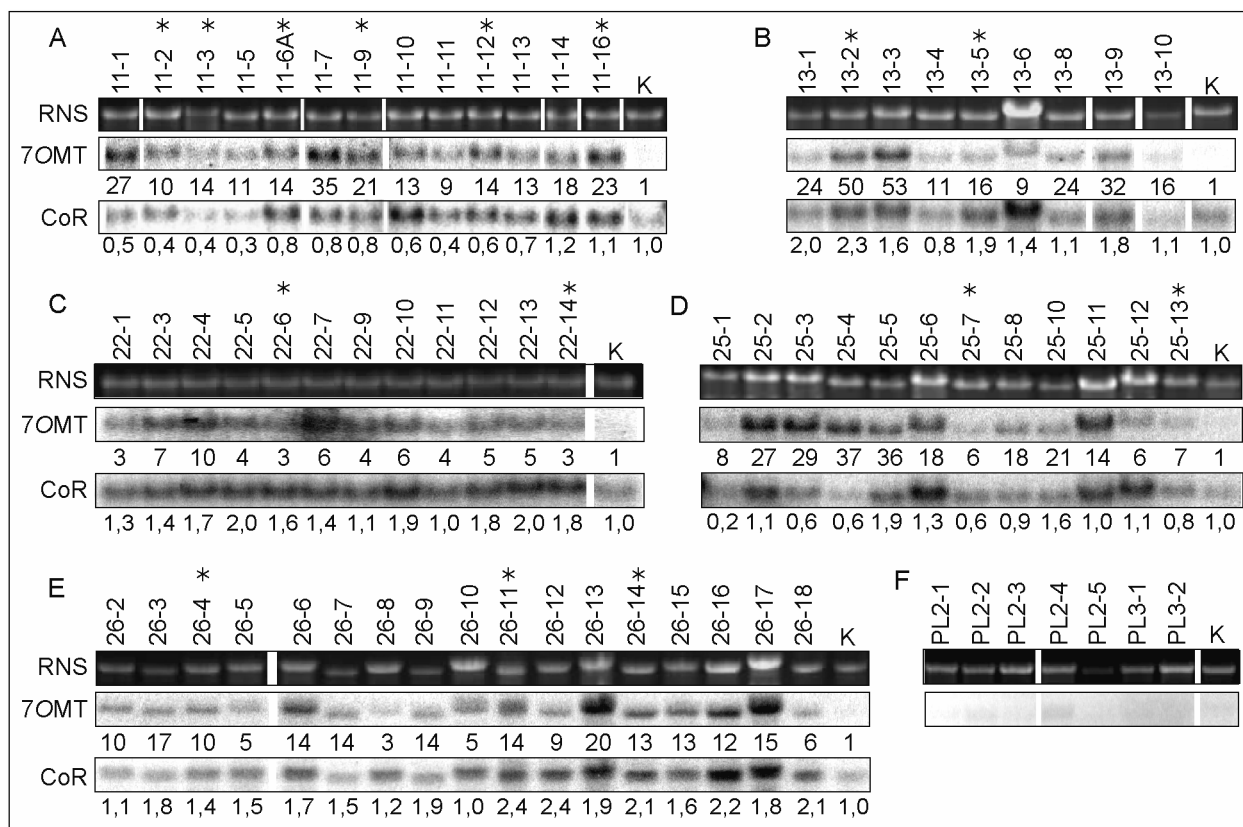 A
11-1 11-2 * 11-3 * 11-5 11-6A* 11-7 11-9 * 11-10 11-11 11-12* 11-13 11-14 11-16* K
RNS
7OMT
27 10 14 11 14 35 21 13 9 14 13 18 23 1
CoR
0,5 0,4 0,4 0,3 0,8 0,8 0,8 0,6 0,4 0,6 0,7 1,2 1,1 1,0
B
13-1 13-2* 13-3 13-4 13-5* 13-6 13-8 13-9 13-10 K
24 50 53 11 16 9 24 32 16 1
2,0 2,3 1,6 0,8 1,9 1,4 1,1 1,8 1,1 1,0
C
22-1 22-3 22-4 22-5 22-6 * 22-7 22-9 22-10 22-11 22-12 22-13 22-14* K
RNS
7OMT
3 7 10 4 3 6 4 6 4 5 5 3 1
CoR
1,3 1,4 1,7 2,0 1,6 1,4 1,1 1,9 1,0 1,8 2,0 1,8 1,0
D
25-1 25-2 25-3 25-4 25-5 25-6 25-7 * 25-8 25-10 25-11 25-12 25-13* K
8 27 29 37 36 18 6 18 21 14 6 7 1
0,2 1,1 0,6 0,6 1,9 1,3 0,6 0,9 1,6 1,0 1,1 0,8 1,0
E
26-2 26-3 26-4 * 26-5 26-6 26-7 26-8 26-9 26-10 26-11* 26-12 26-13 26-14* 26-15 26-16 26-17 26-18 K
RNS
7OMT
10 17 10 5 14 14 3 14 5 14 9 20 13 13 12 15 6 1
CoR
1,1 1,8 1,4 1,5 1,7 1,5 1,2 1,9 1,0 2,4 2,4 1,9 2,1 1,6 2,2 1,8 2,1 1,0
F
PL2-1 PL2-2 PL2-3 PL2-4 PL2-5 PL3-1 PL3-2 K